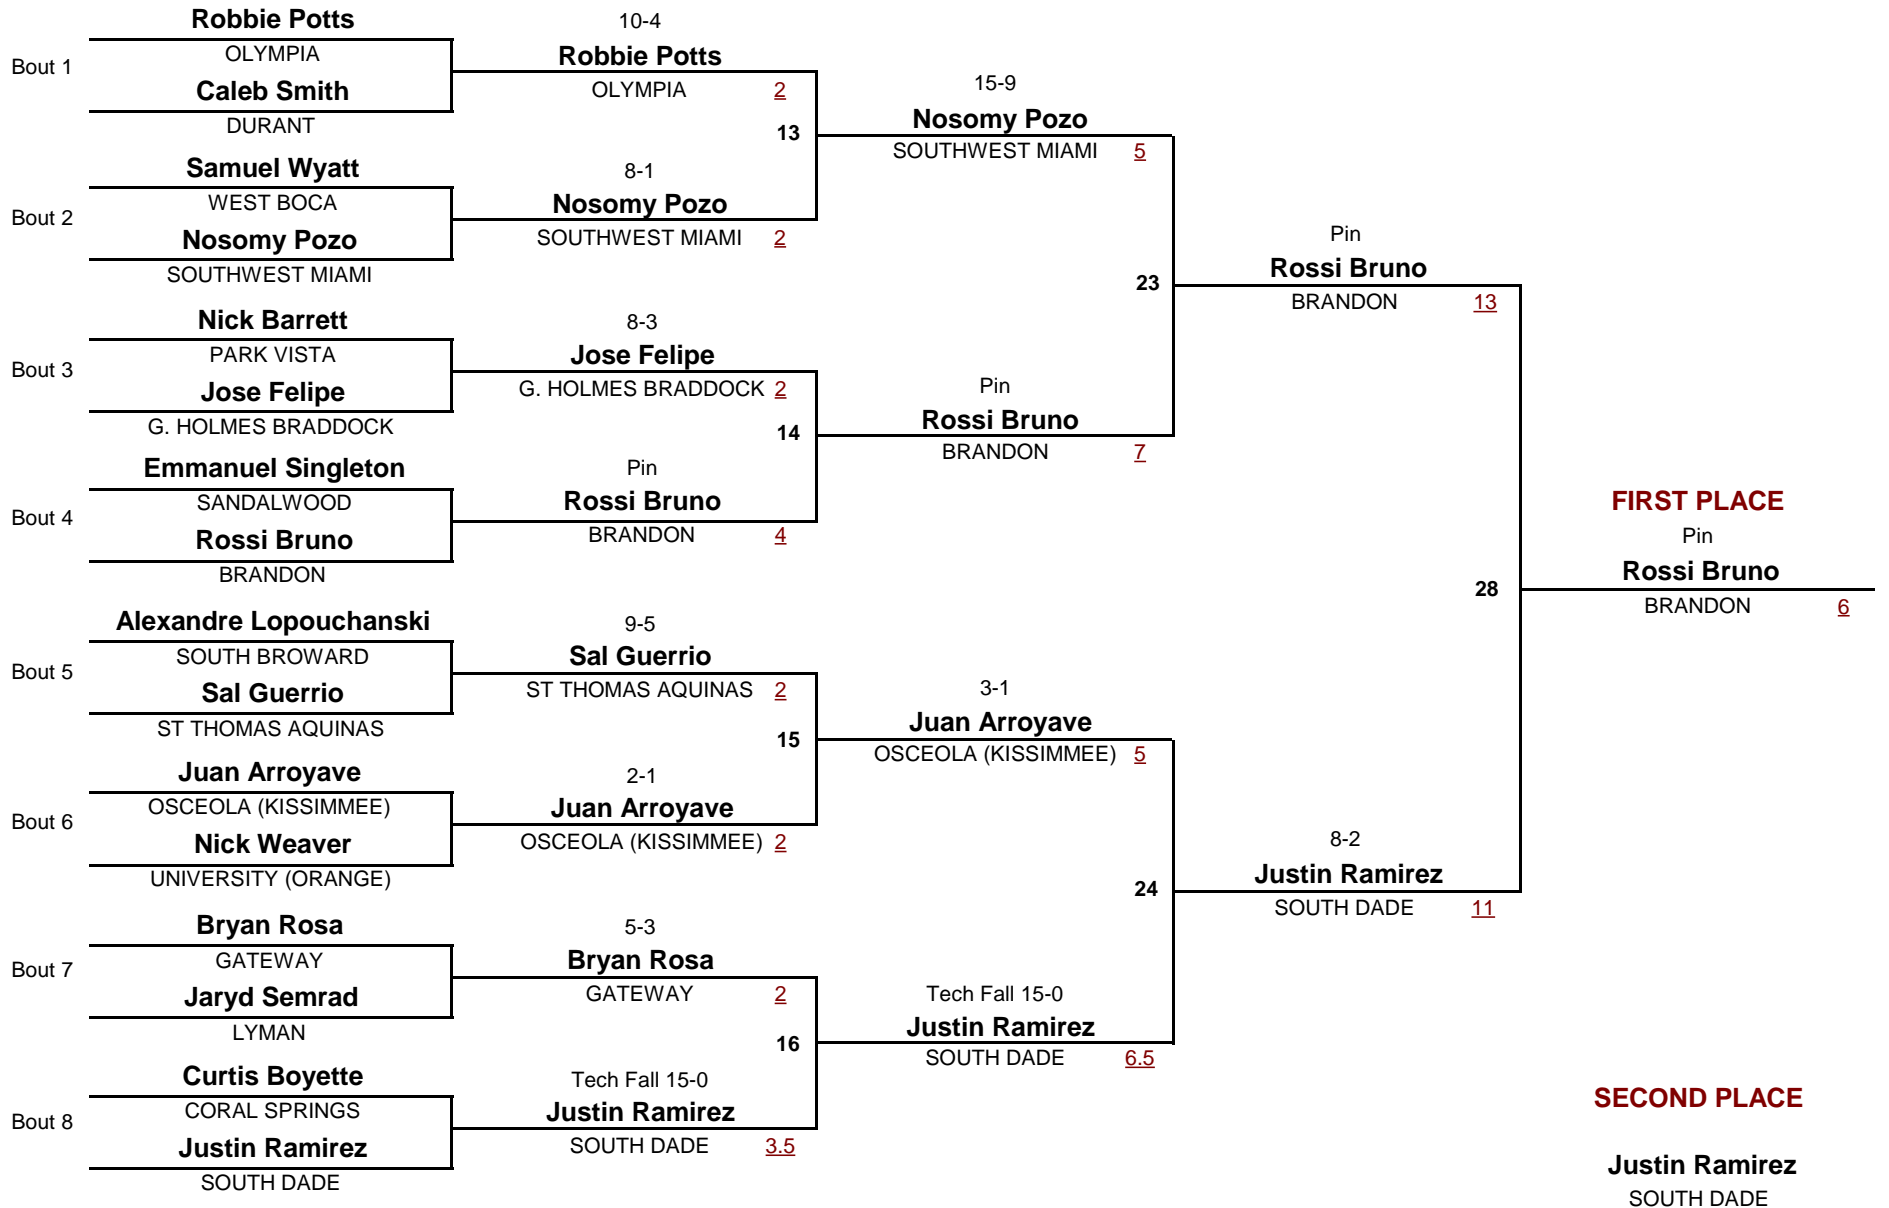 Robbie Potts
Bout 1
OLYMPIA
Caleb Smith
DURANT
Samuel Wyatt
Bout 2
WEST BOCA
Nosomy Pozo
SOUTHWEST MIAMI
Nick Barrett
Bout 3
PARK VISTA
Jose Felipe
G. HOLMES BRADDOCK
Emmanuel Singleton
Bout 4
SANDALWOOD
Rossi Bruno
BRANDON
Alexandre Lopouchanski
Bout 5
SOUTH BROWARD
Sal Guerrio
ST THOMAS AQUINAS
Juan Arroyave
Bout 6
OSCEOLA (KISSIMMEE)
Nick Weaver
UNIVERSITY (ORANGE)
Bryan Rosa
Bout 7
GATEWAY
Jaryd Semrad
LYMAN
Curtis Boyette
Bout 8
CORAL SPRINGS
Justin Ramirez
SOUTH DADE
10-4
Robbie Potts
OLYMPIA 2
13
8-1
Nosomy Pozo
SOUTHWEST MIAMI 2
8-3
Jose Felipe
G. HOLMES BRADDOCK 2
14
Pin
Rossi Bruno
BRANDON 4
9-5
Sal Guerrio
ST THOMAS AQUINAS 2
15
2-1
Juan Arroyave
OSCEOLA (KISSIMMEE) 2
5-3
Bryan Rosa
GATEWAY 2
16
Tech Fall 15-0
Justin Ramirez
SOUTH DADE 3.5
15-9
Nosomy Pozo
SOUTHWEST MIAMI 5
23
Pin
Rossi Bruno
BRANDON 7
3-1
Juan Arroyave
OSCEOLA (KISSIMMEE) 5
24
Tech Fall 15-0
Justin Ramirez
SOUTH DADE 6.5
Pin
Rossi Bruno
BRANDON 13
28
8-2
Justin Ramirez
SOUTH DADE 11
FIRST PLACE
Pin
Rossi Bruno
BRANDON 6
SECOND PLACE
Justin Ramirez
SOUTH DADE